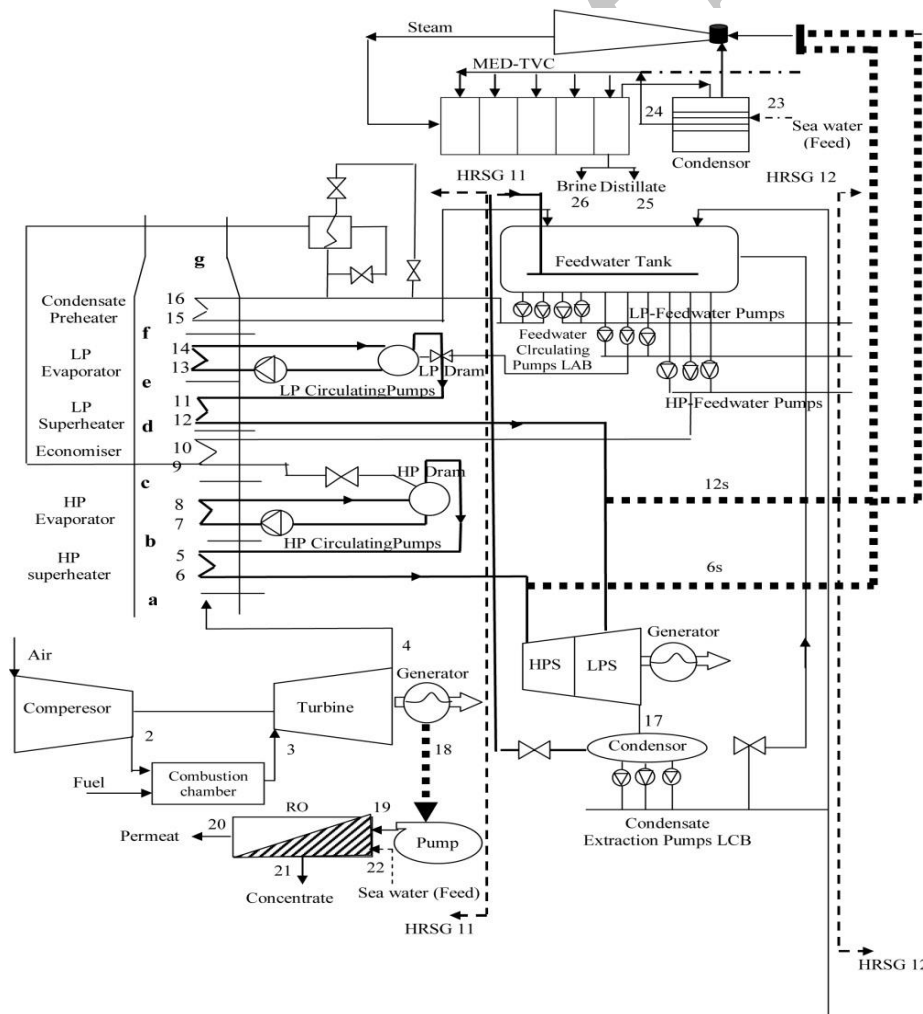 Steam
MED-TVC
24
23
Sea water
(Feed)
Condensor
HRSG 11
Brine
26
Distillate
25
HRSG 12
g
Feedwater Tank
Condensate
Preheater
16
15
LP-Feedwater Pumps
Feedwater
CIrculating
Pumps LAB
f
LP
Evaporator
14
13
LP Dram
LP CirculatingPumps
HP-Feedwater Pumps
e
LP
Superheater
11
12
d
Economiser
10
9
HP Dram
c
HP
Evaporator
8
7
HP CirculatingPumps
12s
b
HP
superheater
5
6
6s
a
4
Air
Comperesor
Turbine
Generator
HPS
LPS
Generator
2
3
17
18
Condensor
Fuel
Combustion
chamber
RO
19
20
Permeat
Pump
21
22
Concentrate
Sea water (Feed)
Condensate
Extraction Pumps LCB
HRSG 11
HRSG 12